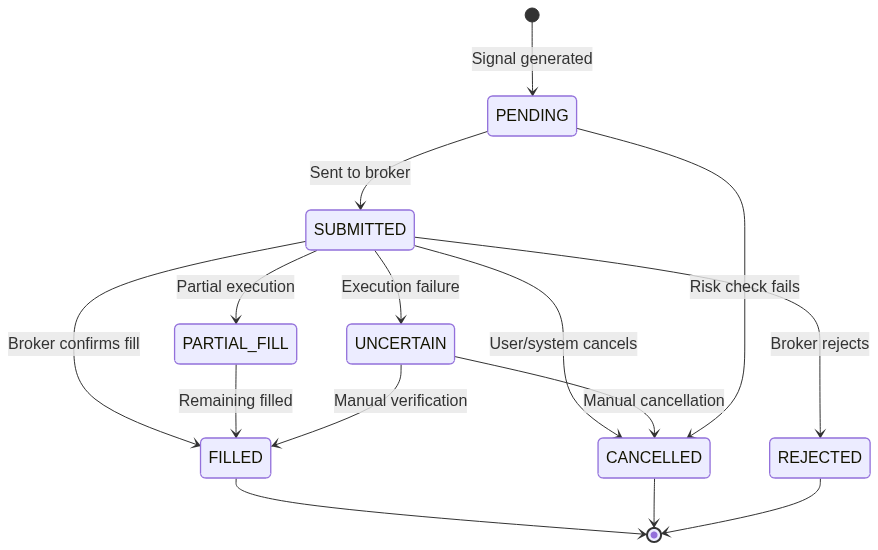 Signal generated
PENDING
Sent to broker
SUBMITTED
Partial execution
Execution failure
Risk check fails
Broker confirms fill
PARTIAL_FILL
UNCERTAIN
User/system cancels
Broker rejects
Remaining filled
Manual verification
Manual cancellation
FILLED
CANCELLED
REJECTED